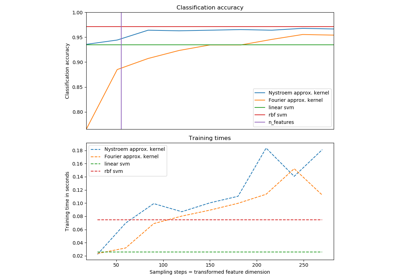 Classification accuracy
1.00
0.95
0.90
0.85
0.80
Classification accuracy
Nystroem approx. kernel
Fourier approx. kernel
linear svm
rbf svm
n_features
Training times
0.18
0.16
0.14
0.12
0.10
0.08
0.06
0.04
0.02
Training time in seconds
Nystroem approx. kernel
Fourier approx. kernel
linear svm
rbf svm
50 100 150 200 250
Sampling steps = transformed feature dimension